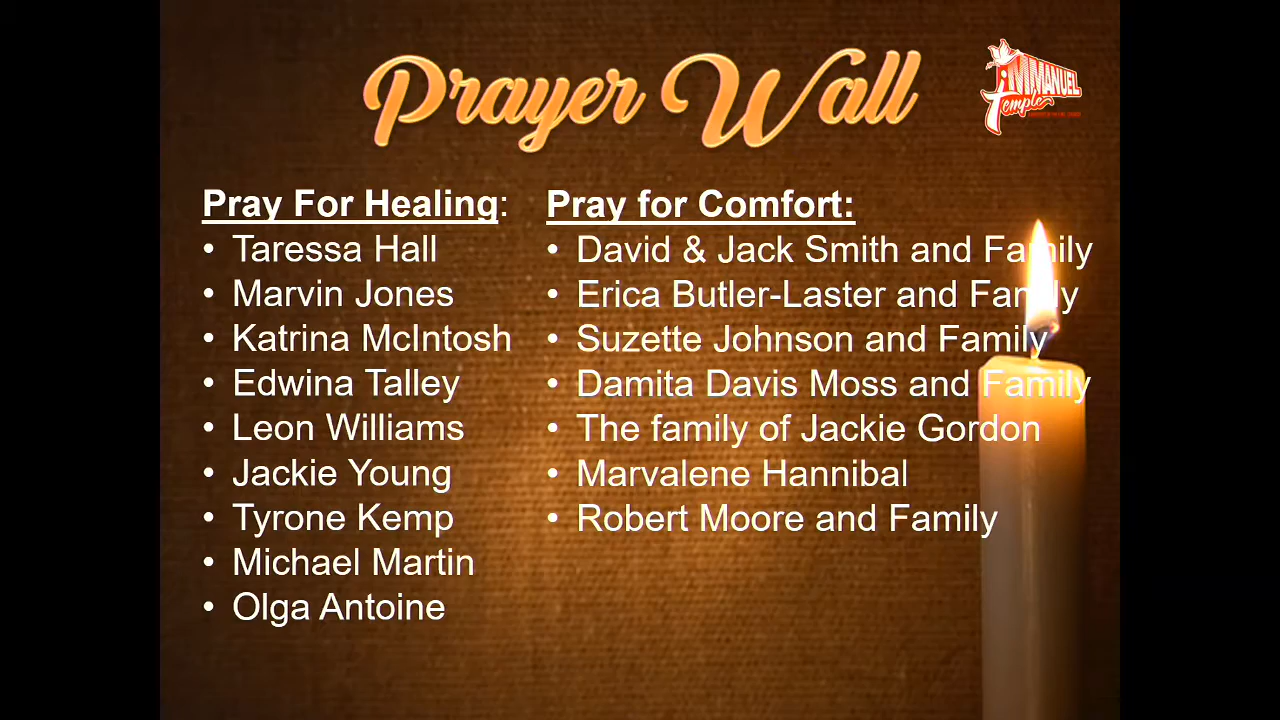 Prayer Wall
iMMANUEL
Temple
Pray For Healing:
• Taressa Hall
• Marvin Jones
• Katrina McIntosh
• Edwina Talley
• Leon Williams
• Jackie Young
• Tyrone Kemp
• Michael Martin
• Olga Antoine
Pray for Comfort:
• David & Jack Smith and Family
• Erica Butler-Laster and Family
• Suzette Johnson and Family
• Damita Davis Moss and Family
• The family of Jackie Gordon
• Marvalene Hannibal
• Robert Moore and Family